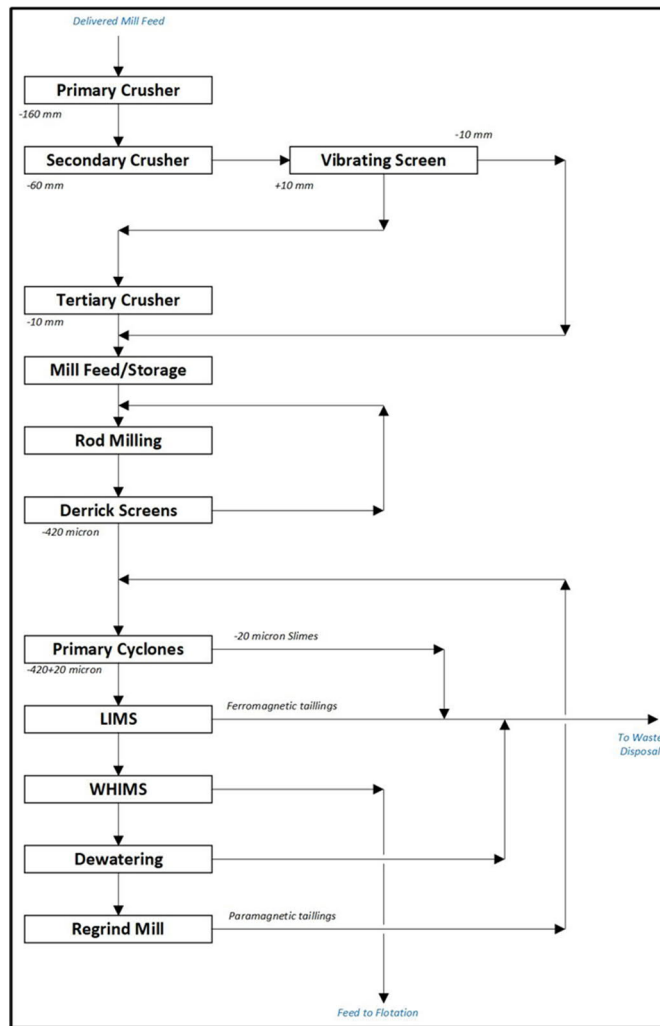 Delivered Mill Feed
Primary Crusher
-160 mm
-10 mm
Secondary Crusher
Vibrating Screen
-60 mm
+10 mm
Tertiary Crusher
-10 mm
Mill Feed/Storage
Rod Milling
Derrick Screens
-420 micron
-20 micron Slimes
Primary Cyclones
-420+20 micron
Ferromagnetic taillings
LIMS
To Waste
Disposal
WHIMS
Dewatering
Paramagnetic taillings
Regrind Mill
Feed to Flotation